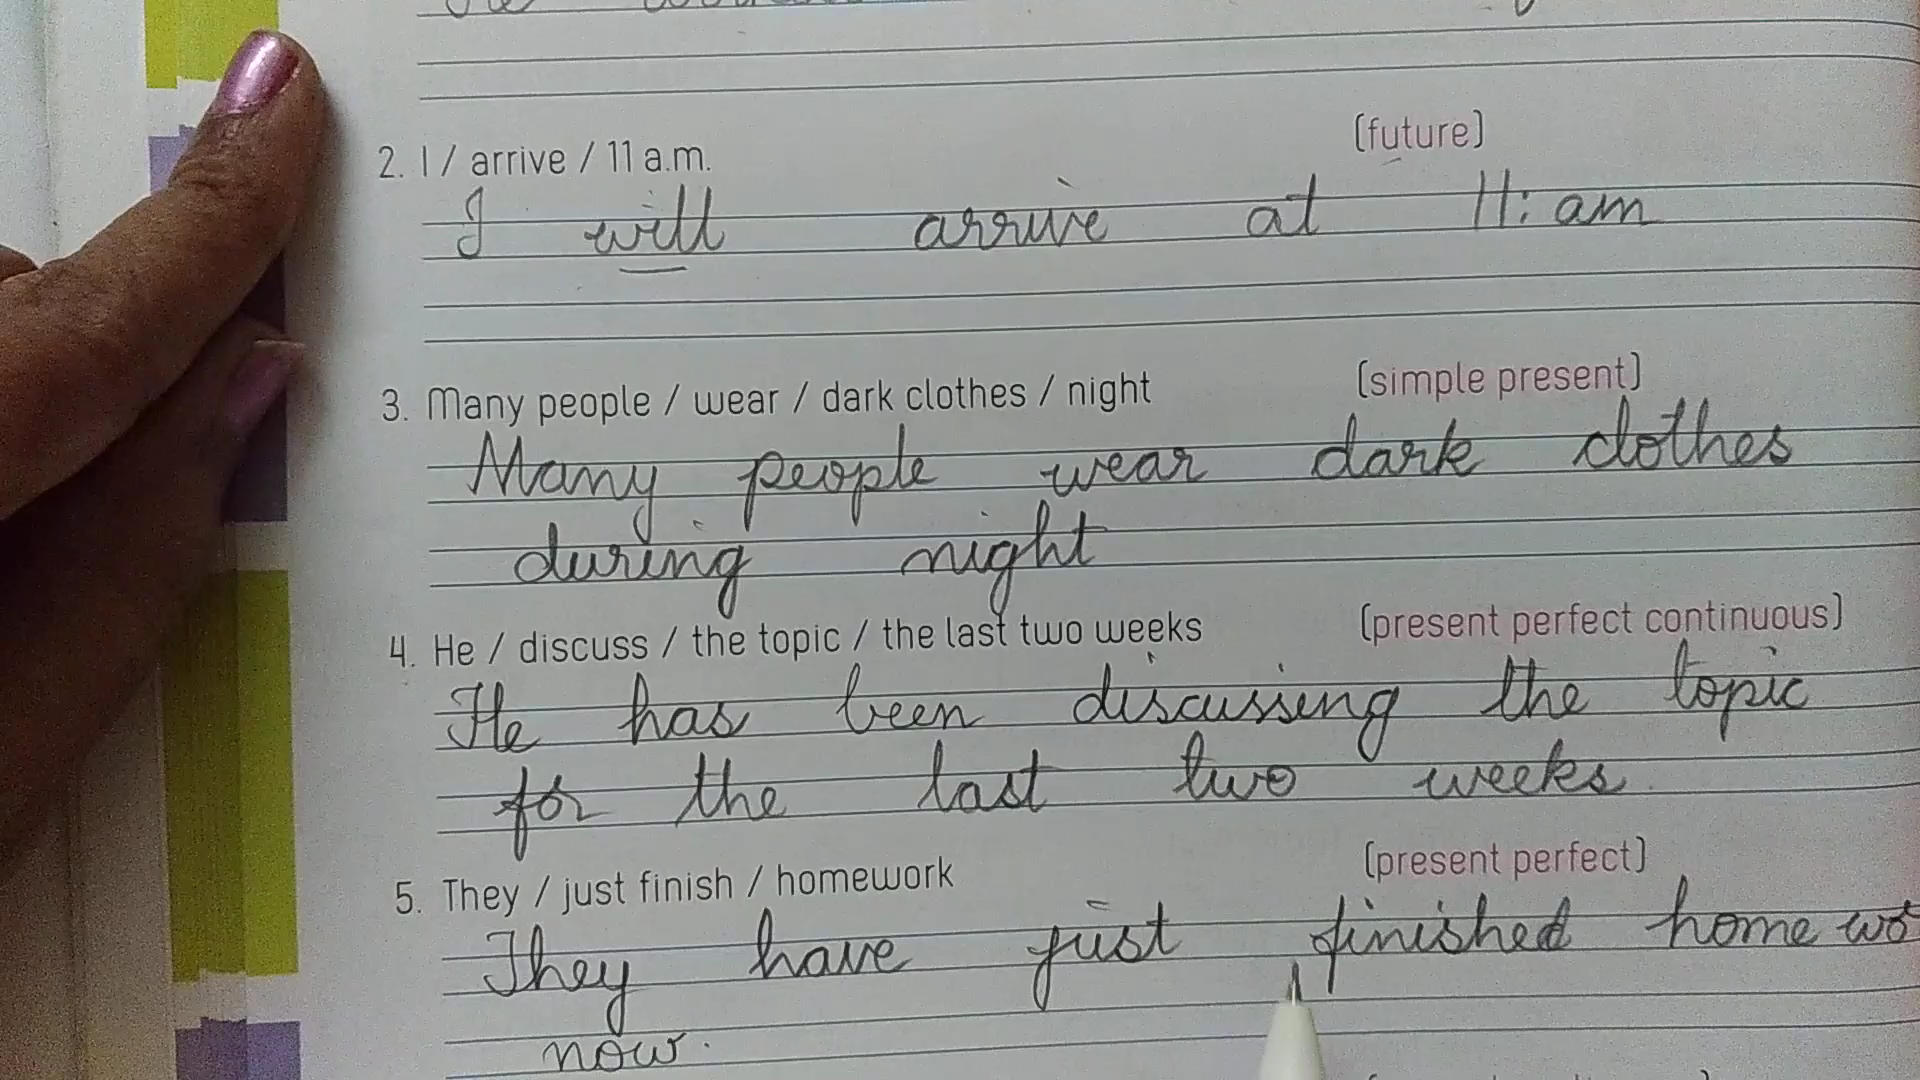 2. I / arrive / 11 a.m. (future)
I will arrive at 11: am
3. Many people / wear / dark clothes / night (simple present)
Many people wear dark clothes
during night
4. He / discuss / the topic / the last two weeks (present perfect continuous)
He has been discussing the topic
for the last two weeks.
5. They / just finish / homework (present perfect)
They have just finished home wo
now.